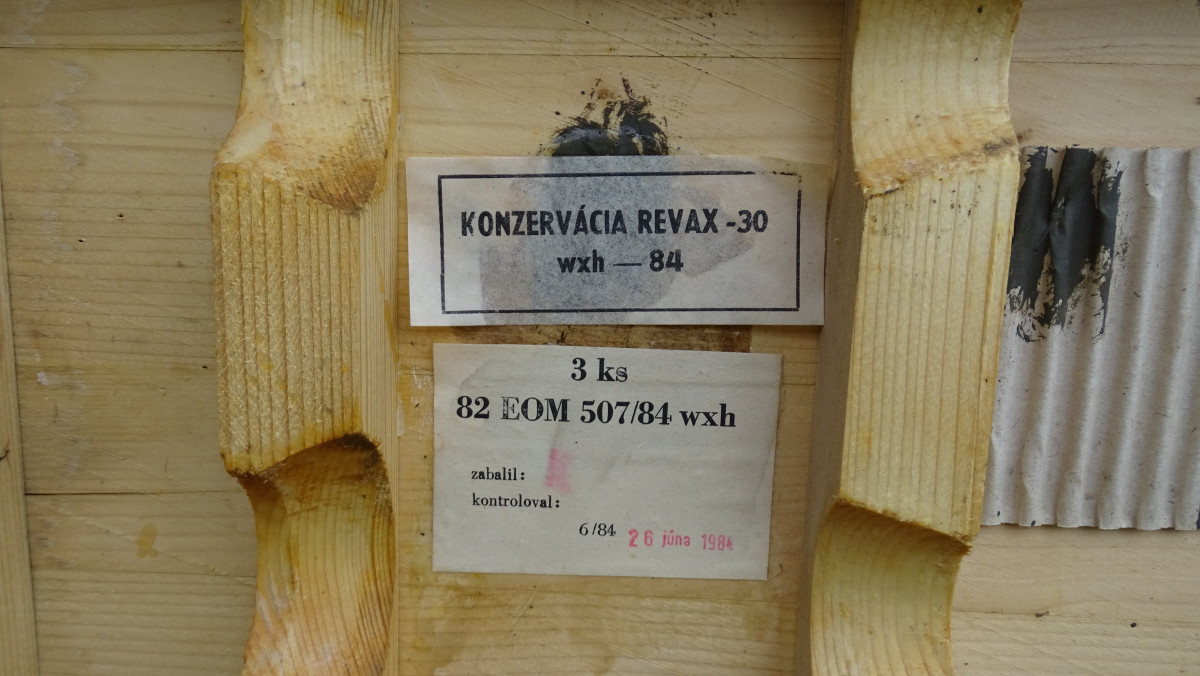 KONZERVÁCIA REVAX -30
wxh — 84
3 ks
82 EOM 507/84 wxh
zabalil:
kontroloval:
6/84 26 júna 1984